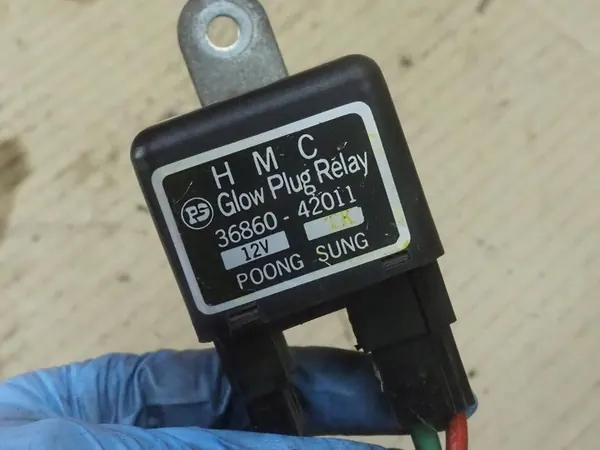 H M C
PS Glow Plug Relay
36860-42011
12V
POONG SUNG